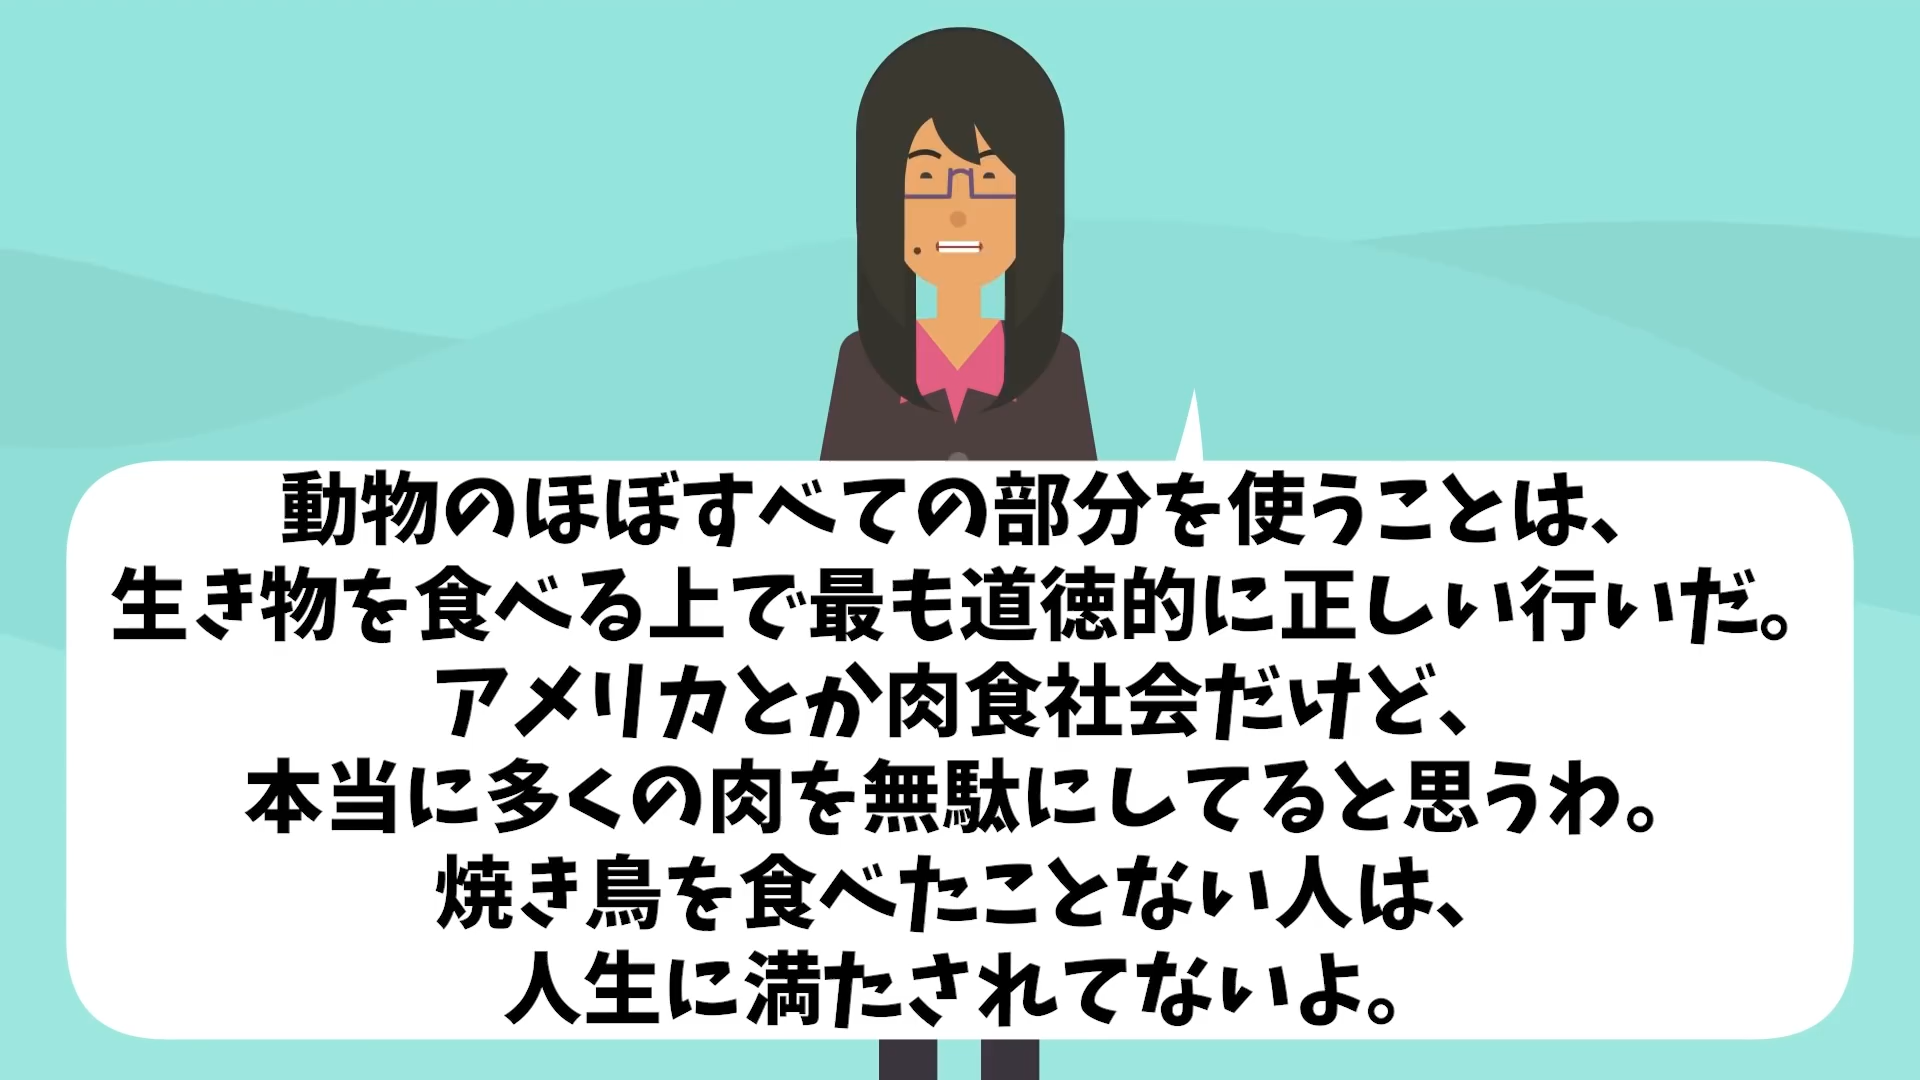 動物のほぼすべての部分を使うことは、
生き物を食べる上で最も道徳的に正しい行いだ。
アメリカとか肉食社会だけど、
本当に多くの肉を無駄にしてると思うわ。
焼き鳥を食べたことない人は、
人生に満たされてないよ。